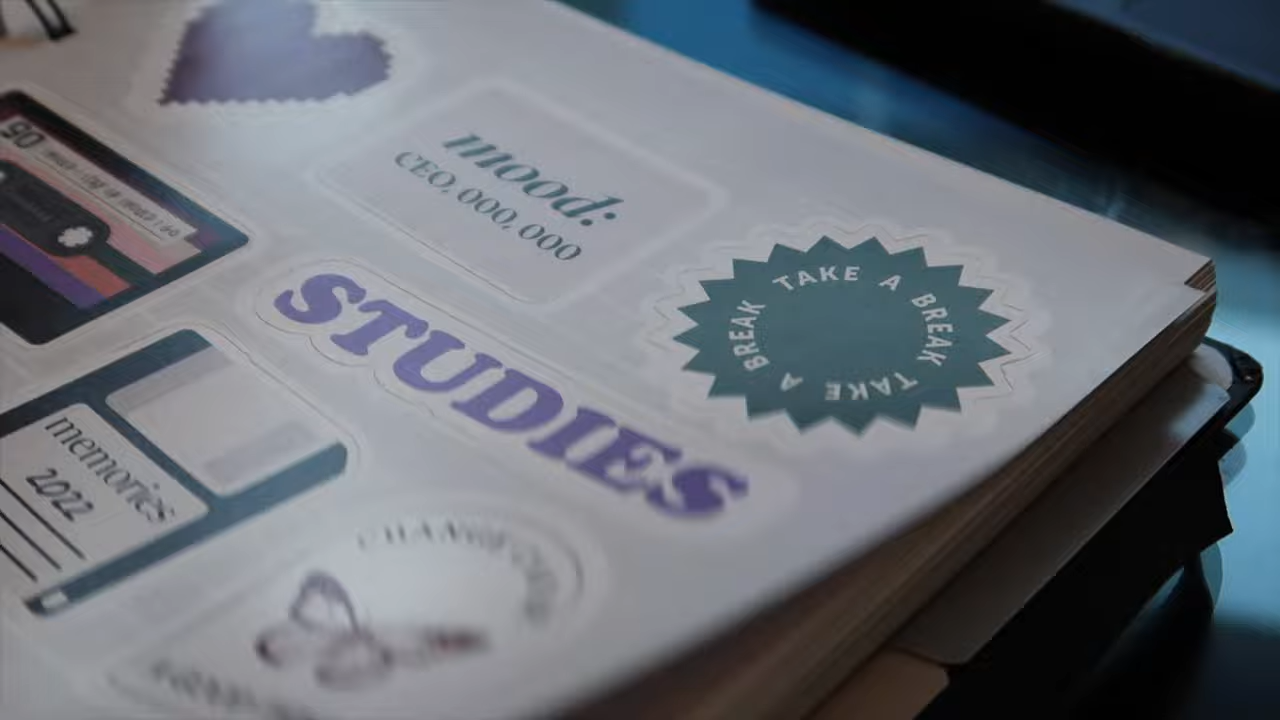 90
mood:
CEO,000,000
TAKE A BREAK
TAKE A BREAK
STUDIES
memories
2022